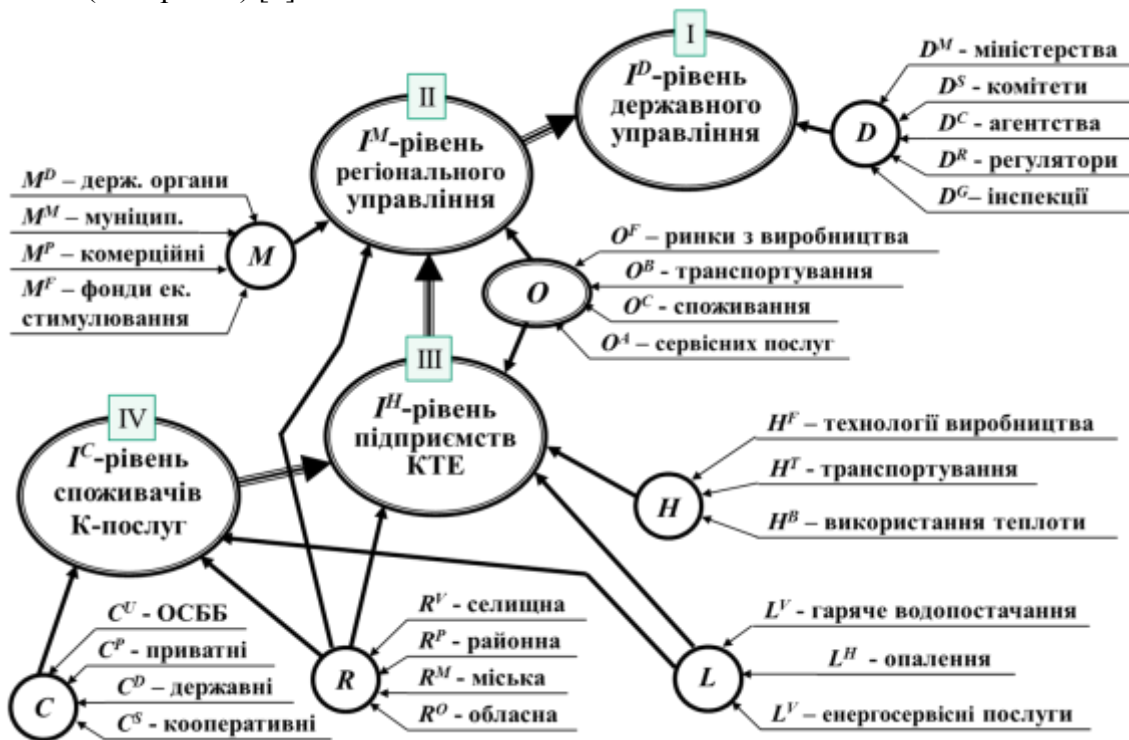 I
I^D-рівень
державного
управління
D^M - міністерства
D^S - комітети
D^C - агентства
D^R - регулятори
D^G– інспекції
D
II
I^M-рівень
регіонального
управління
M^D – держ. органи
M^M – муніцип.
M^P – комерційні
M^F – фонди ек.
стимулювання
M
O
O^F – ринки з виробництва
O^B - транспортування
O^C - споживання
O^A – сервісних послуг
III
I^H-рівень
підприємств
КТЕ
IV
I^C-рівень
споживачів
К-послуг
H
H^F – технології виробництва
H^T - транспортування
H^B – використання теплоти
C^U - ОСББ
C^P - приватні
C^D – державні
C^S - кооперативні
C
R
R^V - селищна
R^P - районна
R^M - міська
R^O - обласна
L
L^V - гаряче водопостачання
L^H - опалення
L^V – енергосервісні послуги